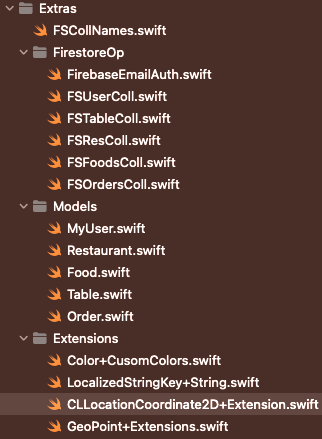 Extras
FSCollNames.swift
FirestoreOp
FirebaseEmailAuth.swift
FSUserColl.swift
FSTableColl.swift
FSResColl.swift
FSFoodsColl.swift
FSOrdersColl.swift
Models
MyUser.swift
Restaurant.swift
Food.swift
Table.swift
Order.swift
Extensions
Color+CusomColors.swift
LocalizedStringKey+String.swift
CLLocationCoordinate2D+Extension.swift
GeoPoint+Extensions.swift